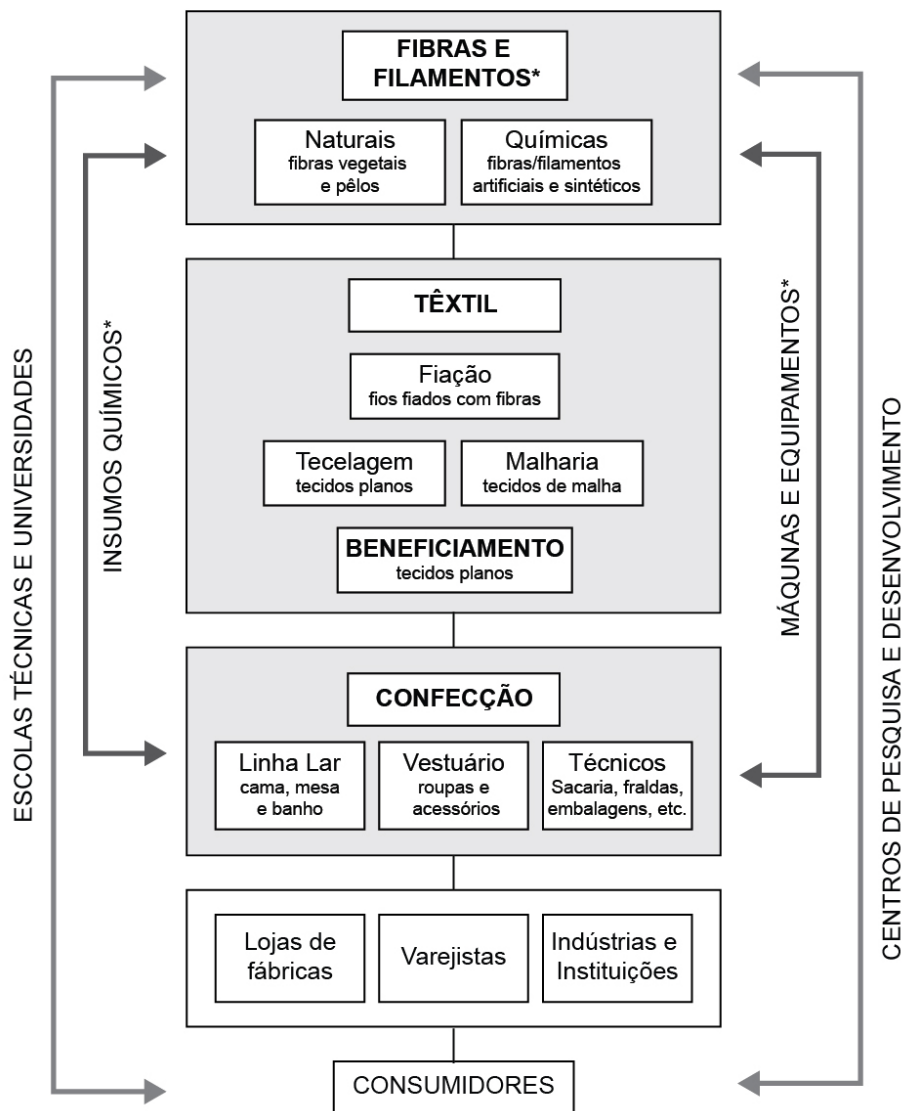 FIBRAS E
FILAMENTOS*
Naturais
fibras vegetais
e pêlos
Químicas
fibras/filamentos
artificiais e sintéticos
TÊXTIL
Fiação
fios fiados com fibras
Tecelagem
tecidos planos
Malharia
tecidos de malha
BENEFICIAMENTO
tecidos planos
CONFECÇÃO
Linha Lar
cama, mesa
e banho
Vestuário
roupas e
acessórios
Técnicos
Sacaria, fraldas,
embalagens, etc.
Lojas de
fábricas
Varejistas
Indústrias e
Instituições
CONSUMIDORES
ESCOLAS TÉCNICAS E UNIVERSIDADES
INSUMOS QUÍMICOS*
MÁQUNAS E EQUIPAMENTOS*
CENTROS DE PESQUISA E DESENVOLVIMENTO